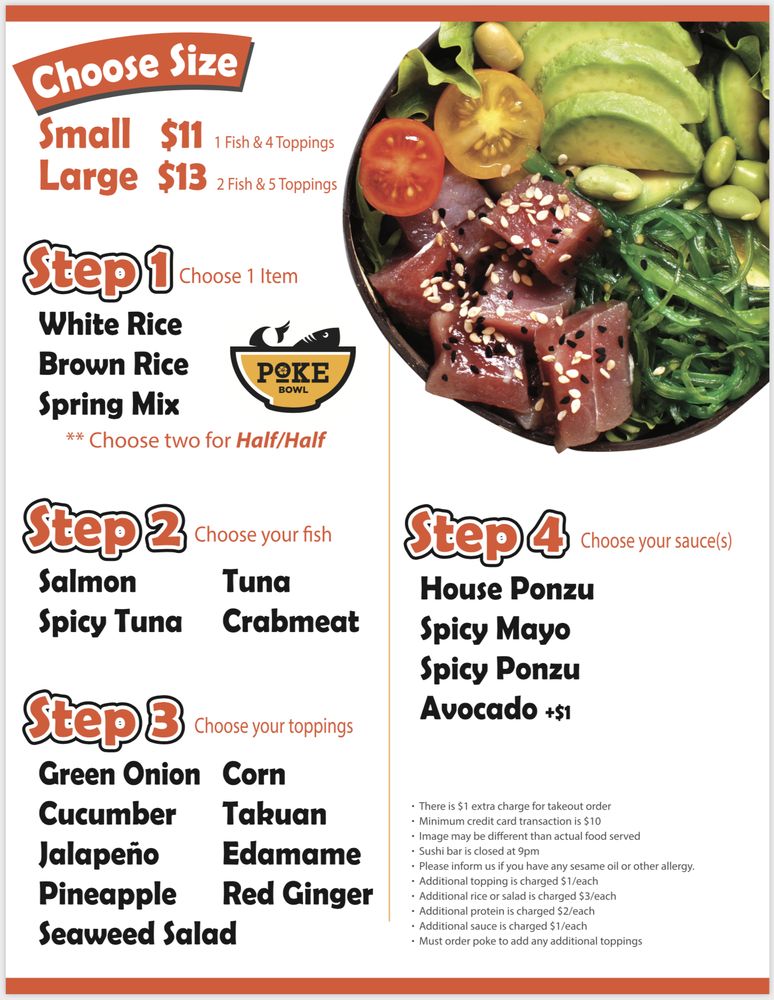 Choose Size
Small $11 1 Fish & 4 Toppings
Large $13 2 Fish & 5 Toppings
Step 1 Choose 1 Item
White Rice
Brown Rice
Spring Mix
** Choose two for Half/Half
POKE
BOWL
Step 2 Choose your fish
Salmon Tuna
Spicy Tuna Crabmeat
Step 3 Choose your toppings
Green Onion Corn
Cucumber Takuan
Jalapeño Edamame
Pineapple Red Ginger
Seaweed Salad
Step 4 Choose your sauce(s)
House Ponzu
Spicy Mayo
Spicy Ponzu
Avocado +$1
• There is $1 extra charge for takeout order
• Minimum credit card transaction is $10
• Image may be different than actual food served
• Sushi bar is closed at 9pm
• Please inform us if you have any sesame oil or other allergy.
• Additional topping is charged $1/each
• Additional rice or salad is charged $3/each
• Additional protein is charged $2/each
• Additional sauce is charged $1/each
• Must order poke to add any additional toppings